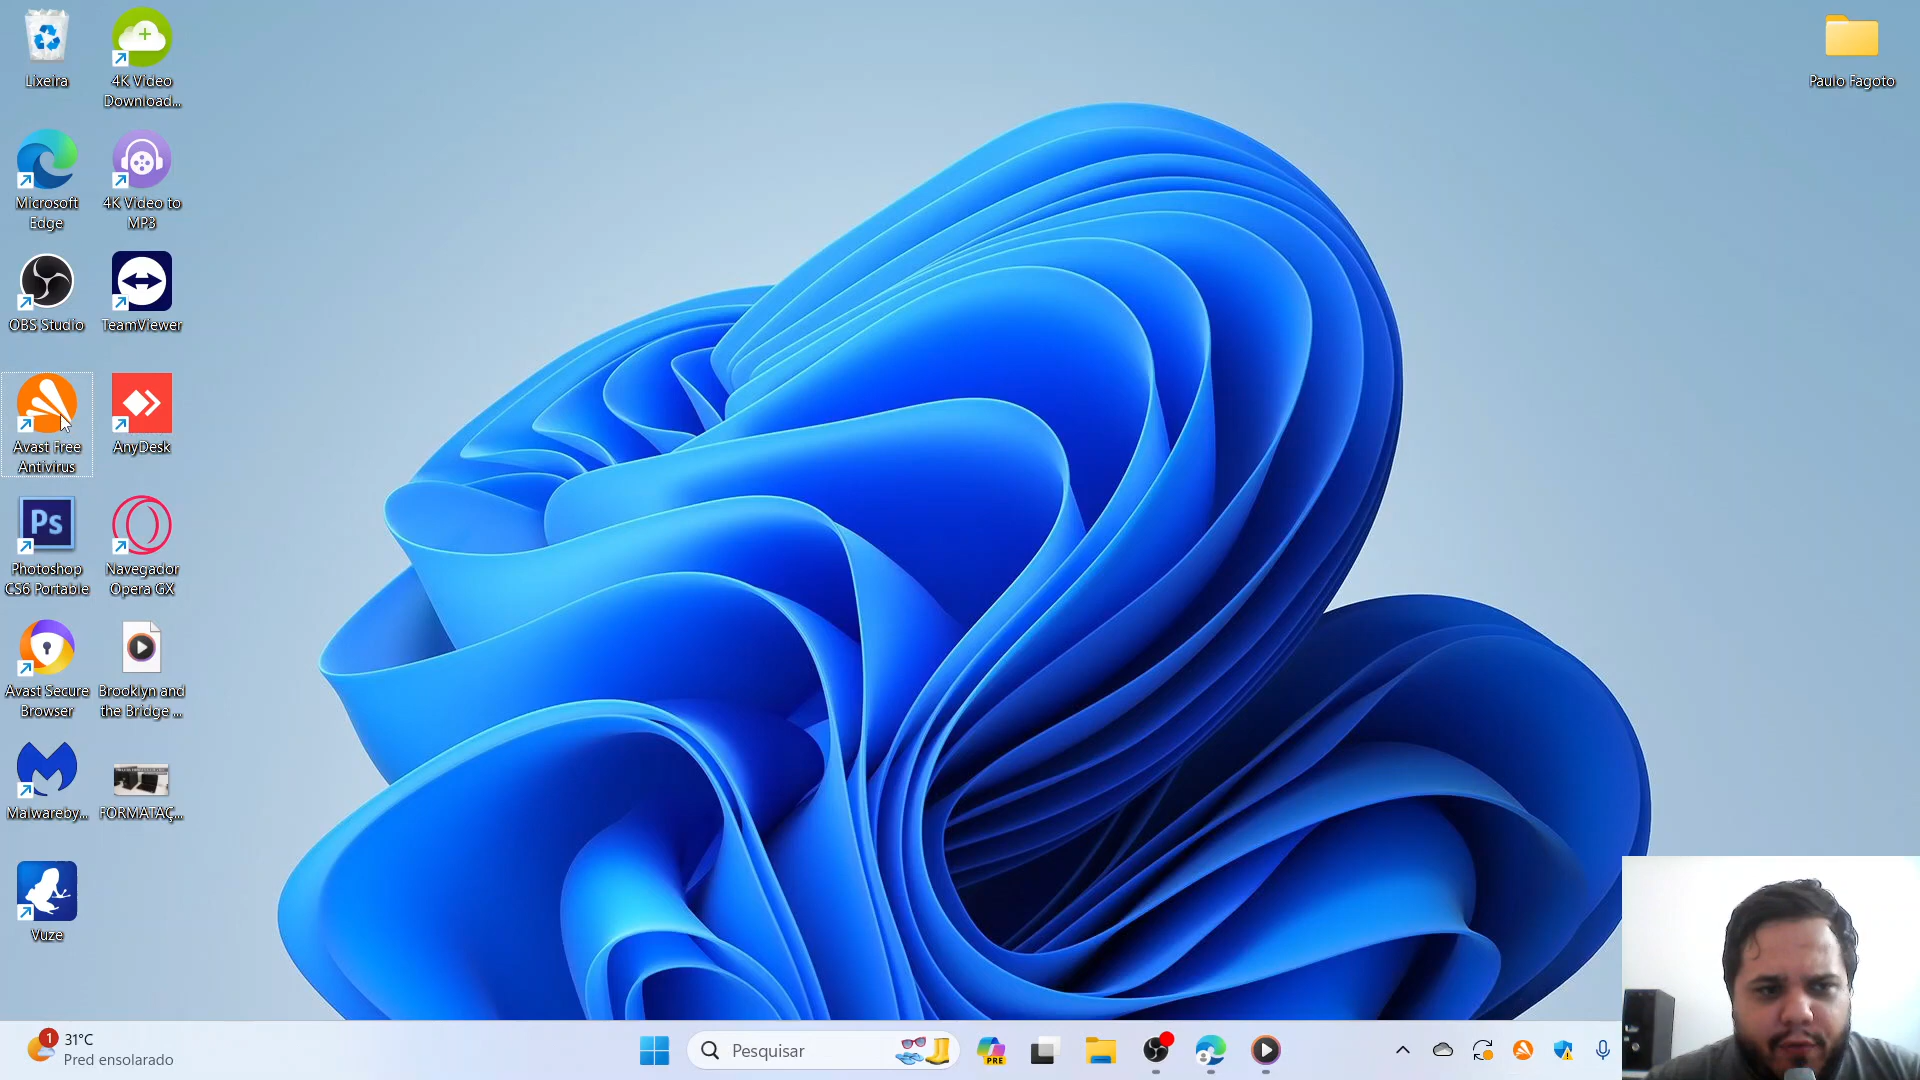 Lixeira
4K Video
Download...
Paulo Fagoto
Microsoft
Edge
4K Video to
MP3
OBS Studio
TeamViewer
Avast Free
Antivirus
AnyDesk
Ps
Photoshop
CS6 Portable
Navegador
Opera GX
Avast Secure
Browser
Brooklyn and
the Bridge ...
Malwareby...
FORMATAÇ...
Vuze
1
31°C
Pred ensolarado
Pesquisar
PRE